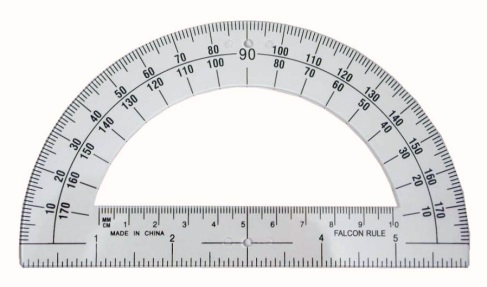 10 20 30 40 50 60 70 80 90 100 110 120 130 140 150 160 170
170 160 150 140 130 120 110 100 80 70 60 50 40 30 20 10
MM 1 2 3 4 5 6 7 8 9 10
CM
MADE IN CHINA FALCON RULE
1 2 4 5